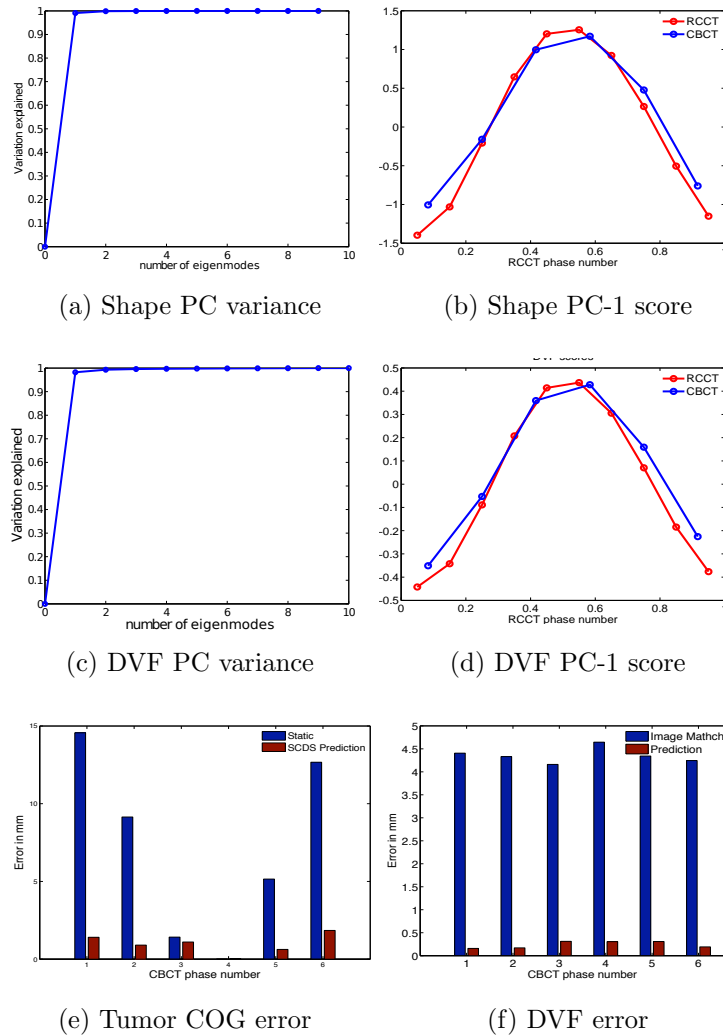 1
0.9
0.8
0.7
0.6
0.5
0.4
0.3
0.2
0.1
0
Variation explained
0 2 4 6 8 10
number of eigenmodes
(a) Shape PC variance
RCCT
CBCT
1.5
1
0.5
0
-0.5
-1
-1.5
0 0.2 0.4 0.6 0.8 1
RCCT phase number
(b) Shape PC-1 score
1
0.9
0.8
0.7
0.6
0.5
0.4
0.3
0.2
0.1
0
Variation explained
0 2 4 6 8 10
number of eigenmodes
(c) DVF PC variance
DVF scores
RCCT
CBCT
0.5
0.4
0.3
0.2
0.1
0
-0.1
-0.2
-0.3
-0.4
-0.5
0 0.2 0.4 0.6 0.8 1
RCCT phase number
(d) DVF PC-1 score
Static
SCDS Prediction
15
10
5
0
Error in mm
1 2 3 4 5 6
CBCT phase number
(e) Tumor COG error
Image Mathch
Prediction
5
4.5
4
3.5
3
2.5
2
1.5
1
0.5
0
Error in mm
1 2 3 4 5 6
CBCT phase number
(f) DVF error